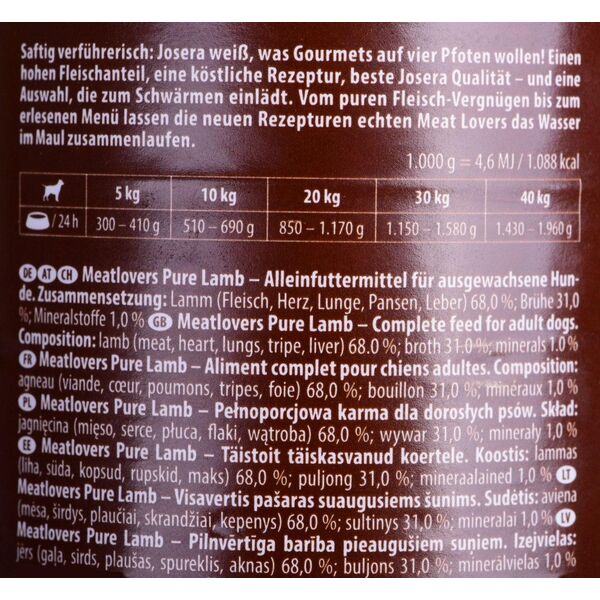 Saftig verführerisch: Josera weiß, was Gourmets auf vier Pfoten wollen! Einen
hohen Fleischanteil, eine köstliche Rezeptur, beste Josera Qualität – und eine
Auswahl, die zum Schwärmen einlädt. Vom puren Fleisch-Vergnügen bis zum
erlesenen Menü lassen die neuen Rezepturen echten Meat Lovers das Wasser
im Maul zusammenlaufen.
1.000 g = 4,6 MJ / 1.088 kcal
5 kg 10 kg 20 kg 30 kg 40 kg
/ 24 h 300 – 410 g 510 – 690 g 850 – 1.170 g 1.150 – 1.580 g 1.430 – 1.960 g
DE AT CH Meatlovers Pure Lamb – Alleinfuttermittel für ausgewachsene Hun-
de. Zusammensetzung: Lamm (Fleisch, Herz, Lunge, Pansen, Leber) 68,0 %; Brühe 31,0
%; Mineralstoffe 1,0 % GB Meatlovers Pure Lamb – Complete feed for adult dogs.
Composition: lamb (meat, heart, lungs, tripe, liver) 68.0 %; broth 31.0 %; minerals 1.0 %
FR Meatlovers Pure Lamb – Aliment complet pour chiens adultes. Composition:
agneau (viande, cœur, poumons, tripes, foie) 68,0 %; bouillon 31,0 %; minéraux 1,0 %
PL Meatlovers Pure Lamb – Pełnoporcjowa karma dla dorosłych psów. Skład:
jagnięcina (mięso, serce, płuca, flaki, wątroba) 68,0 %; wywar 31,0 %; minerały 1,0 %
EE Meatlovers Pure Lamb – Täistoit täiskasvanud koertele. Koostis: lammas
(liha, süda, kopsud, rupskid, maks) 68,0 %; puljong 31,0 %; mineraalained 1.0 % LT
Meatlovers Pure Lamb – Visavertis pašaras suaugusiems šunims. Sudėtis: aviena
(mėsa, širdys, plaučiai, skrandžiai, kepenys) 68,0 %; sultinys 31,0 %; mineralai 1.0 % LV
Meatlovers Pure Lamb – Pilnvērtīga barība pieaugušiem suņiem. Izejvielas:
jērs (gaļa, sirds, plaušas, spureklis, aknas) 68,0 %; buljons 31,0 %; minerālvielas 1,0 %